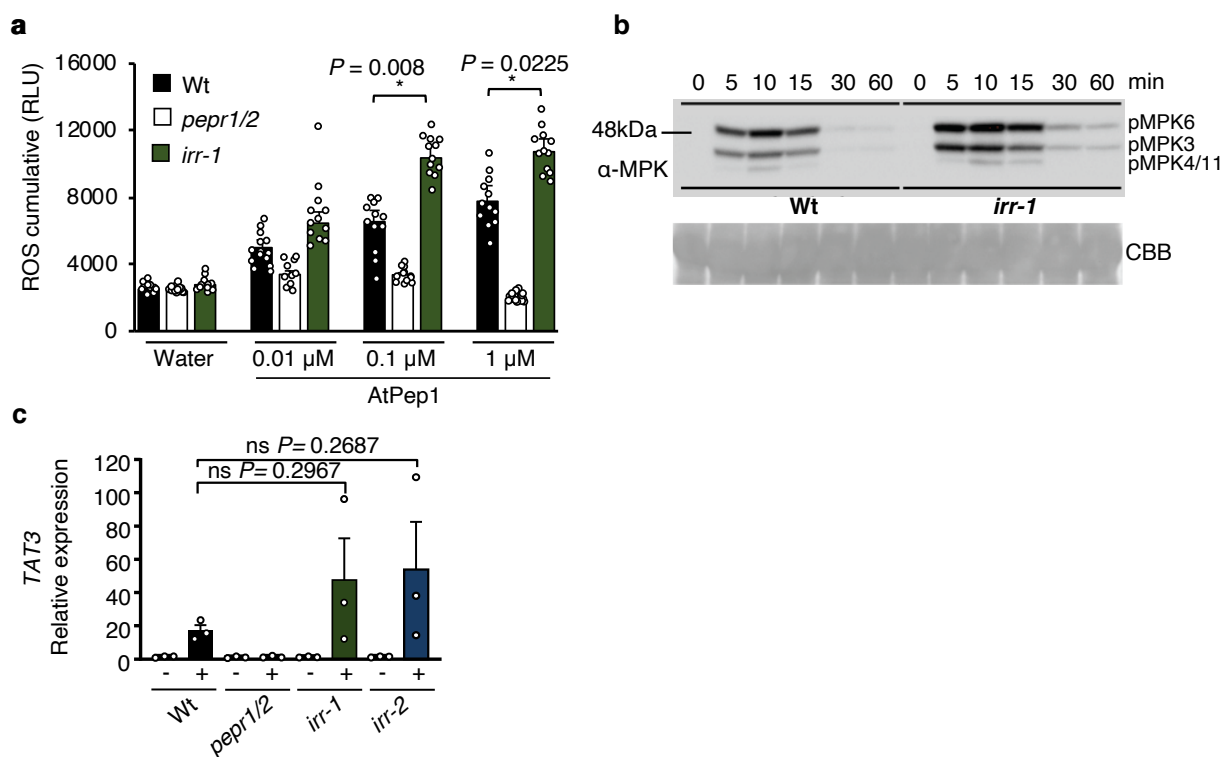 a
ROS cumulative (RLU)
16000
12000
8000
4000
0
Wt
pepr1/2
irr-1
P = 0.008
*
P = 0.0225
*
Water
0.01 µM
0.1 µM
1 µM
AtPep1
b
0 5 10 15 30 60 0 5 10 15 30 60 min
48kDa
α-MPK
pMPK6
pMPK3
pMPK4/11
Wt
irr-1
CBB
c
TAT3
Relative expression
120
100
80
60
40
20
0
ns P= 0.2687
ns P= 0.2967
- + - + - + - +
Wt
pepr1/2
irr-1
irr-2